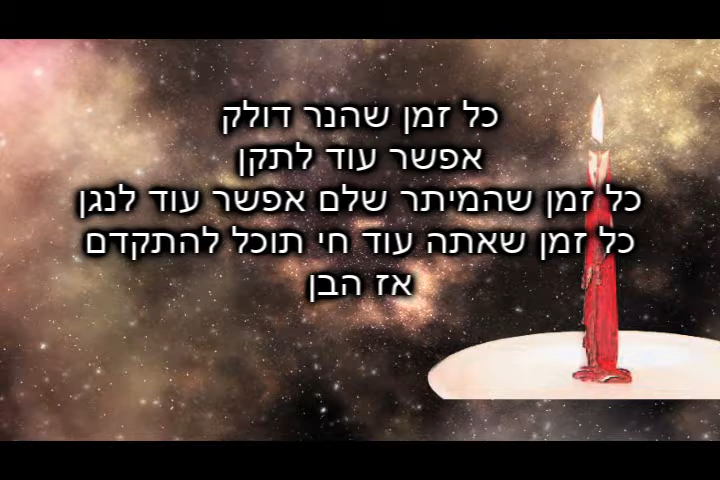 כל זמן שהנר דולק
אפשר עוד לתקן
כל זמן שהמיתר שלם אפשר עוד לנגן
כל זמן שאתה עוד חי תוכל להתקדם
אז הבן